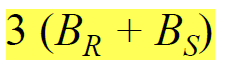 3 (B_R + B_S)